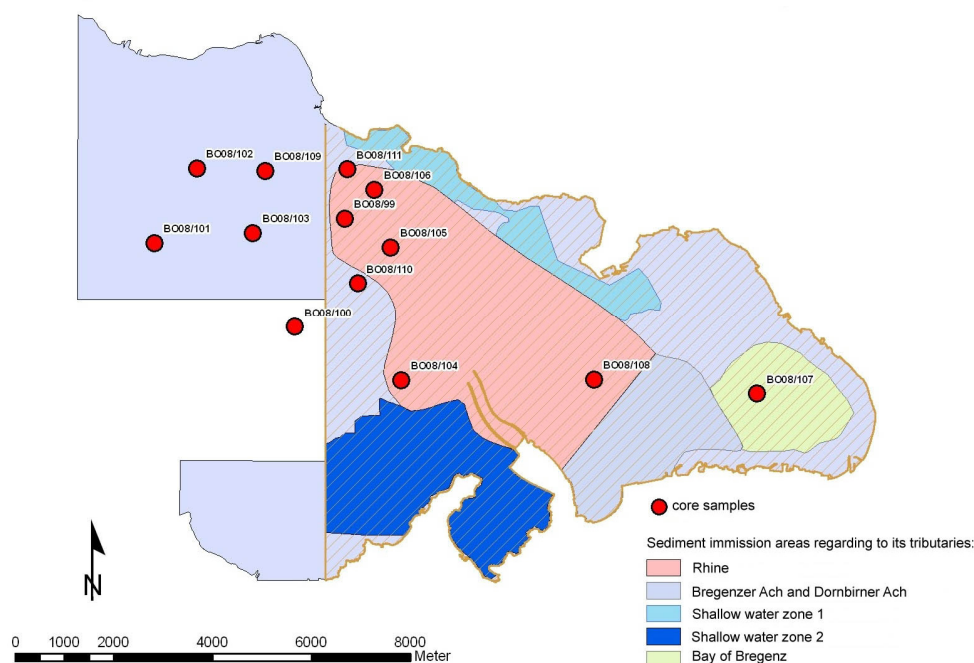 BO08/102
BO08/109
BO08/111
BO08/106
BO08/99
BO08/103
BO08/101
BO08/105
BO08/110
BO08/100
BO08/104
BO08/108
BO08/107
core samples
Sediment immission areas regarding to its tributaries:
Rhine
Bregenzer Ach and Dornbirner Ach
Shallow water zone 1
Shallow water zone 2
Bay of Bregenz
N
0 1000 2000 4000 6000 8000
Meter